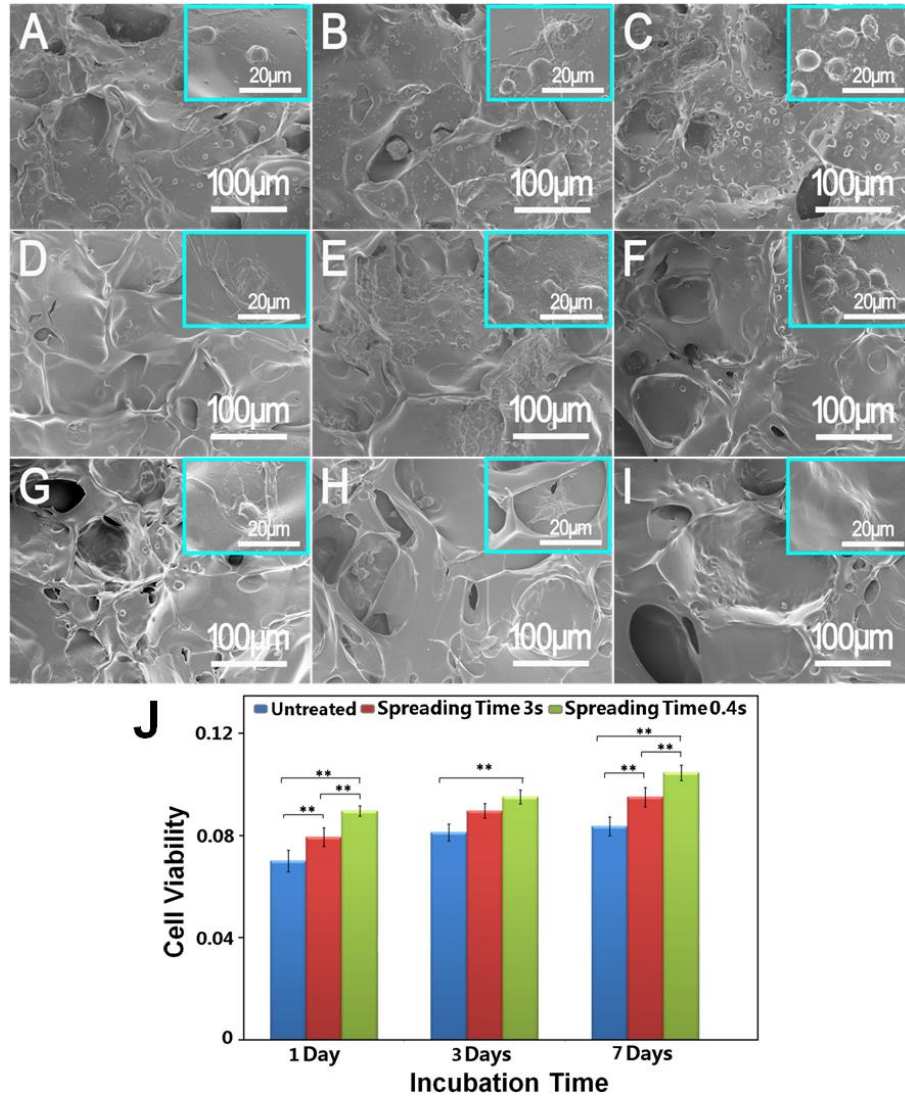 A B C
20μm 20μm 20μm
100μm 100μm 100μm
D E F
20μm 20μm 20μm
100μm 100μm 100μm
G H I
20μm 20μm 20μm
100μm 100μm 100μm
J
Untreated Spreading Time 3s Spreading Time 0.4s
0.12
**
**
**
**
**
**
**
0.08
Cell Viability
0.04
0
1 Day 3 Days 7 Days
Incubation Time